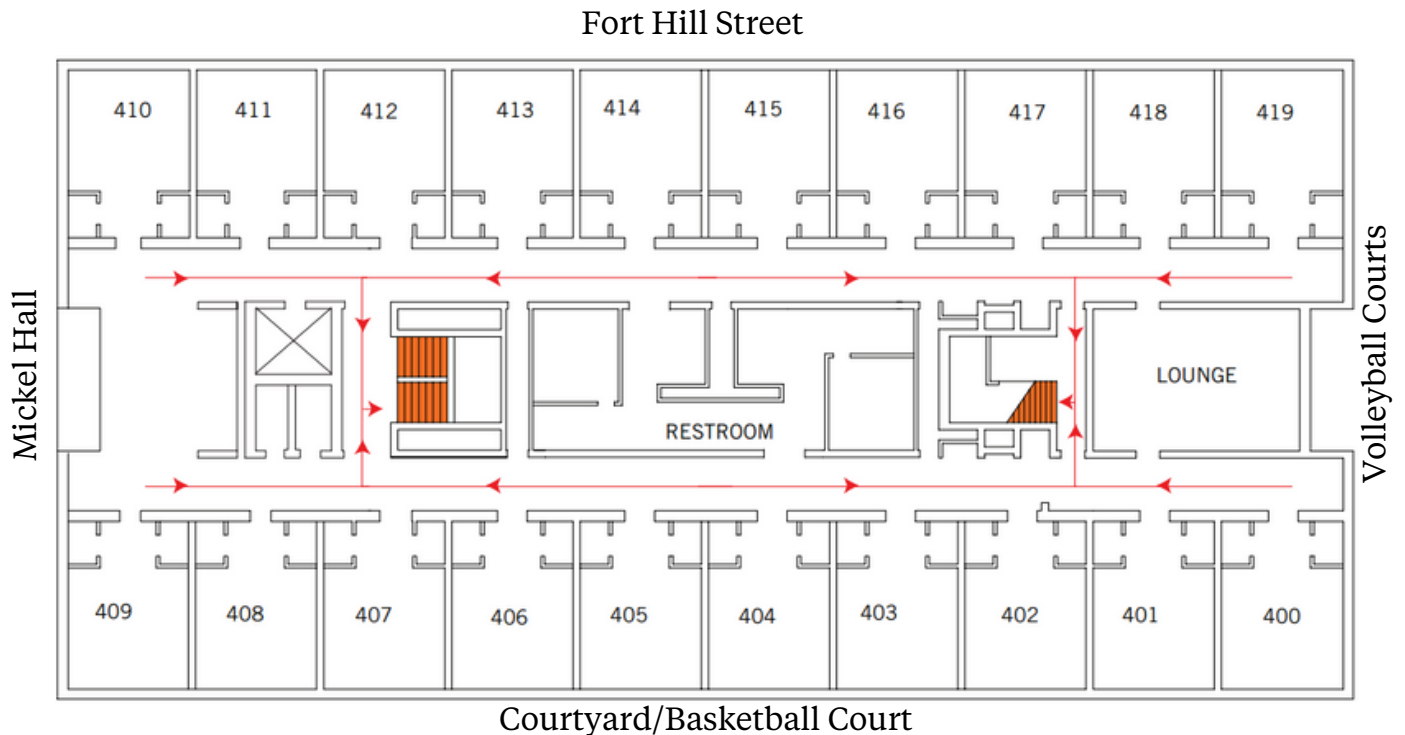 Fort Hill Street
410 411 412 413 414 415 416 417 418 419
Mickel Hall
Volleyball Courts
LOUNGE
RESTROOM
409 408 407 406 405 404 403 402 401 400
Courtyard/Basketball Court